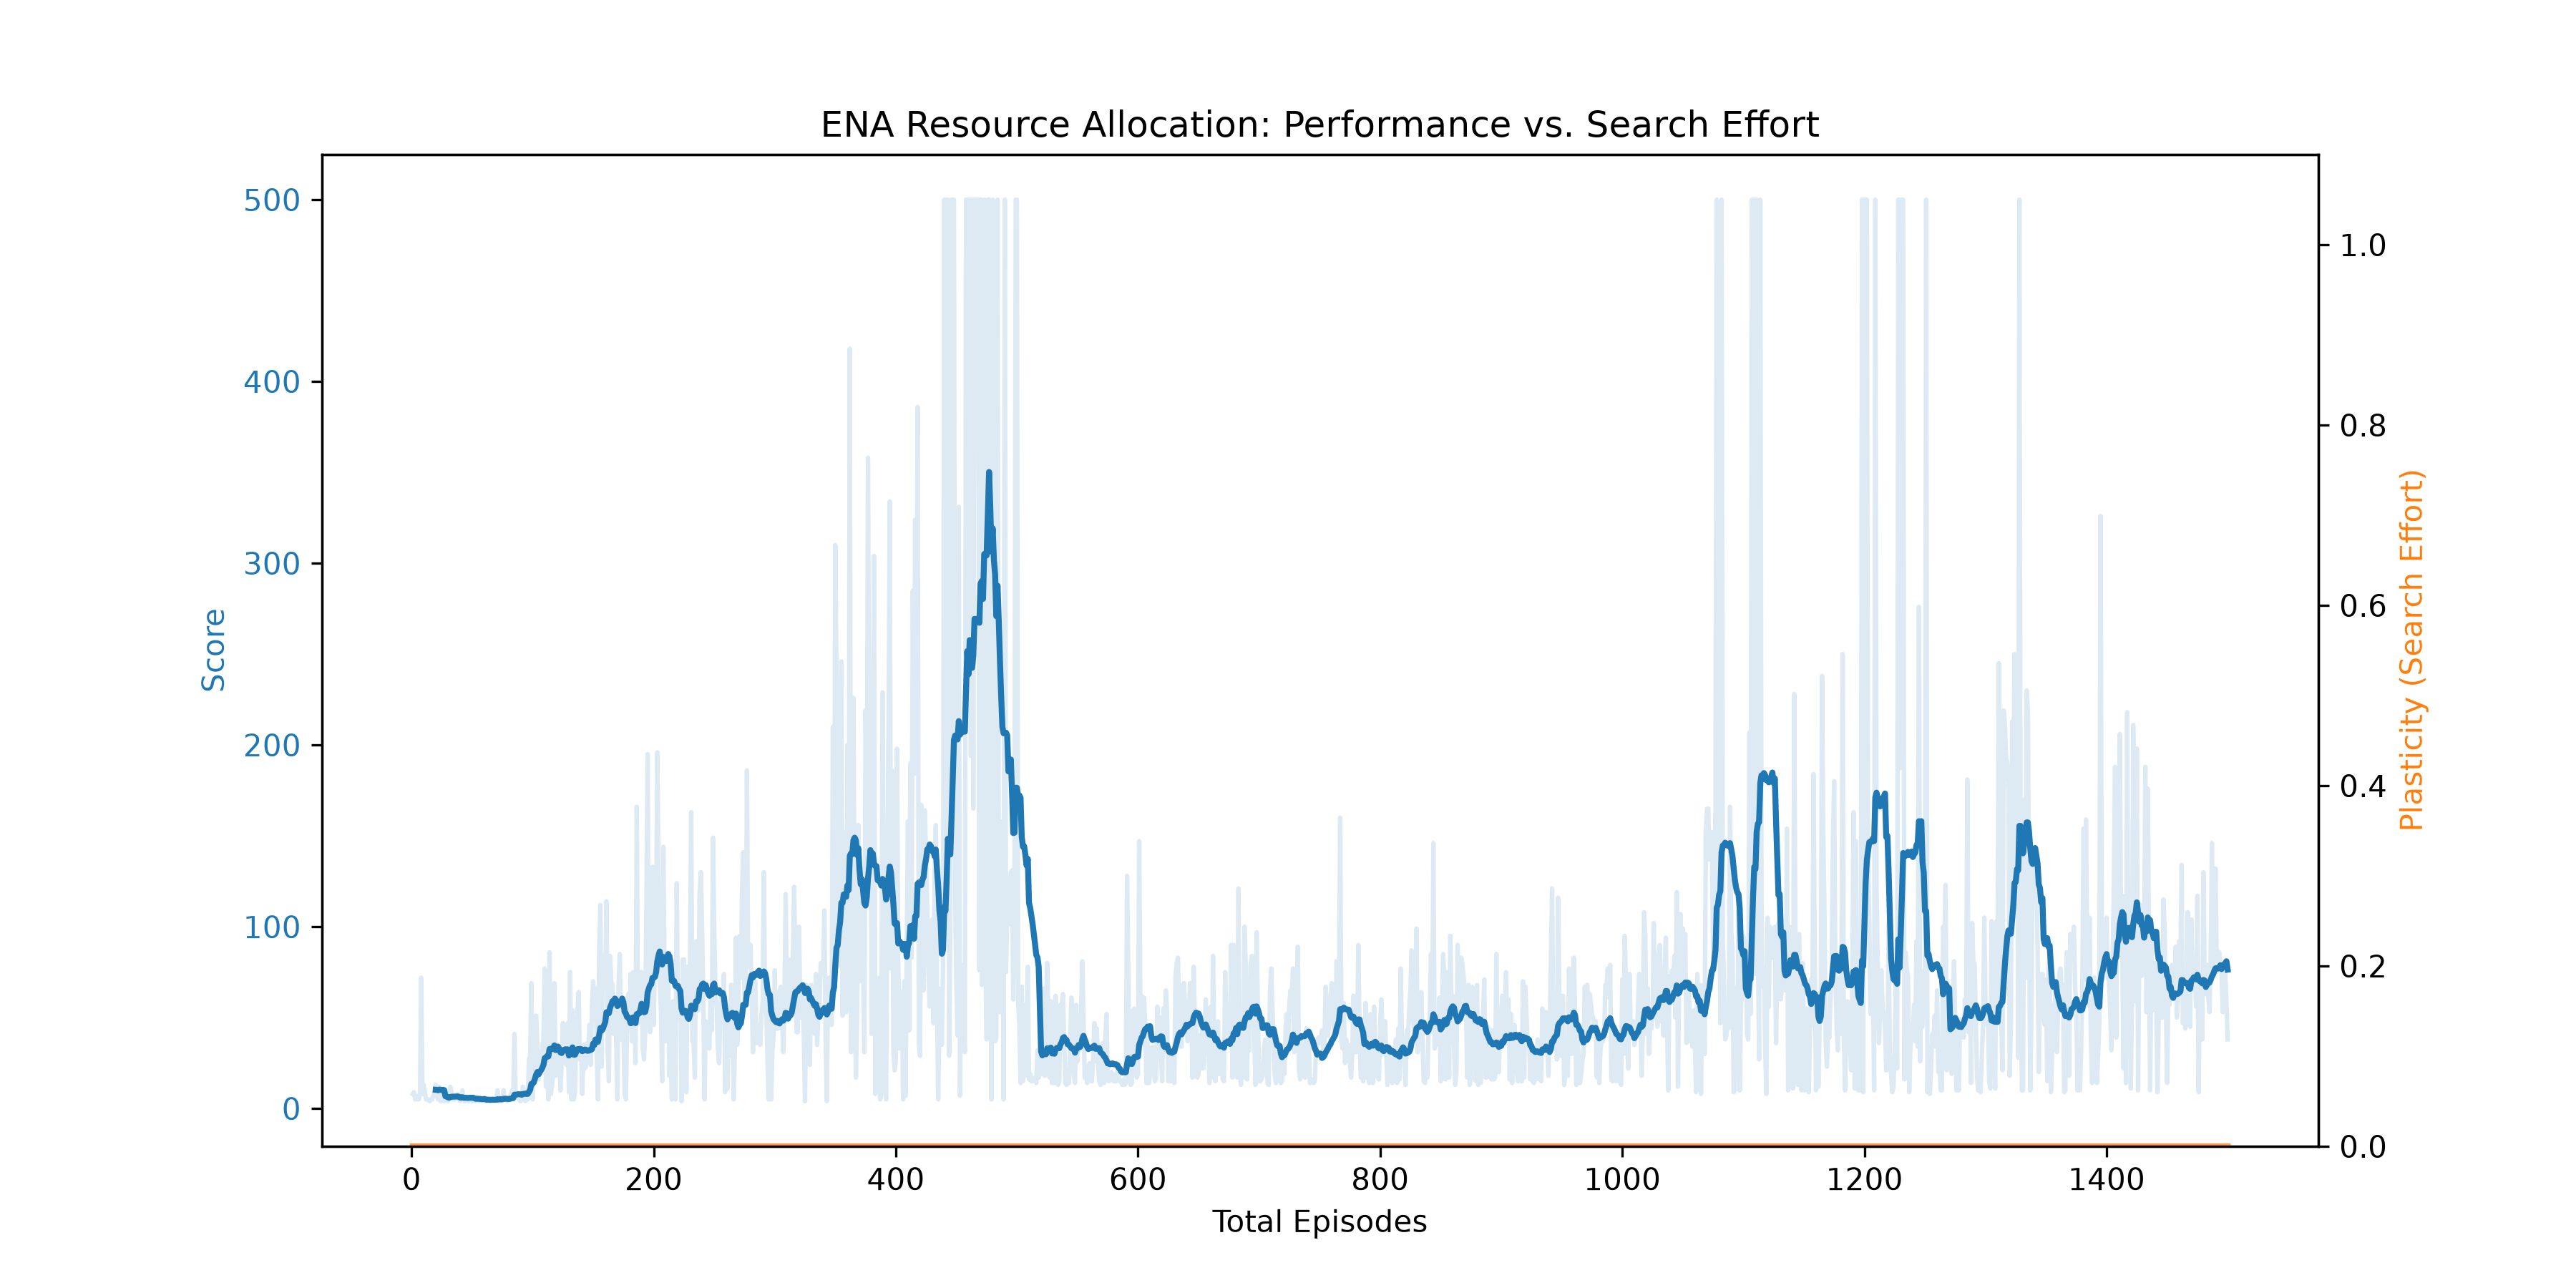 ENA Resource Allocation: Performance vs. Search Effort
500
400
300
200
100
0
Score
1.0
0.8
0.6
0.4
0.2
0.0
Plasticity (Search Effort)
0 200 400 600 800 1000 1200 1400
Total Episodes